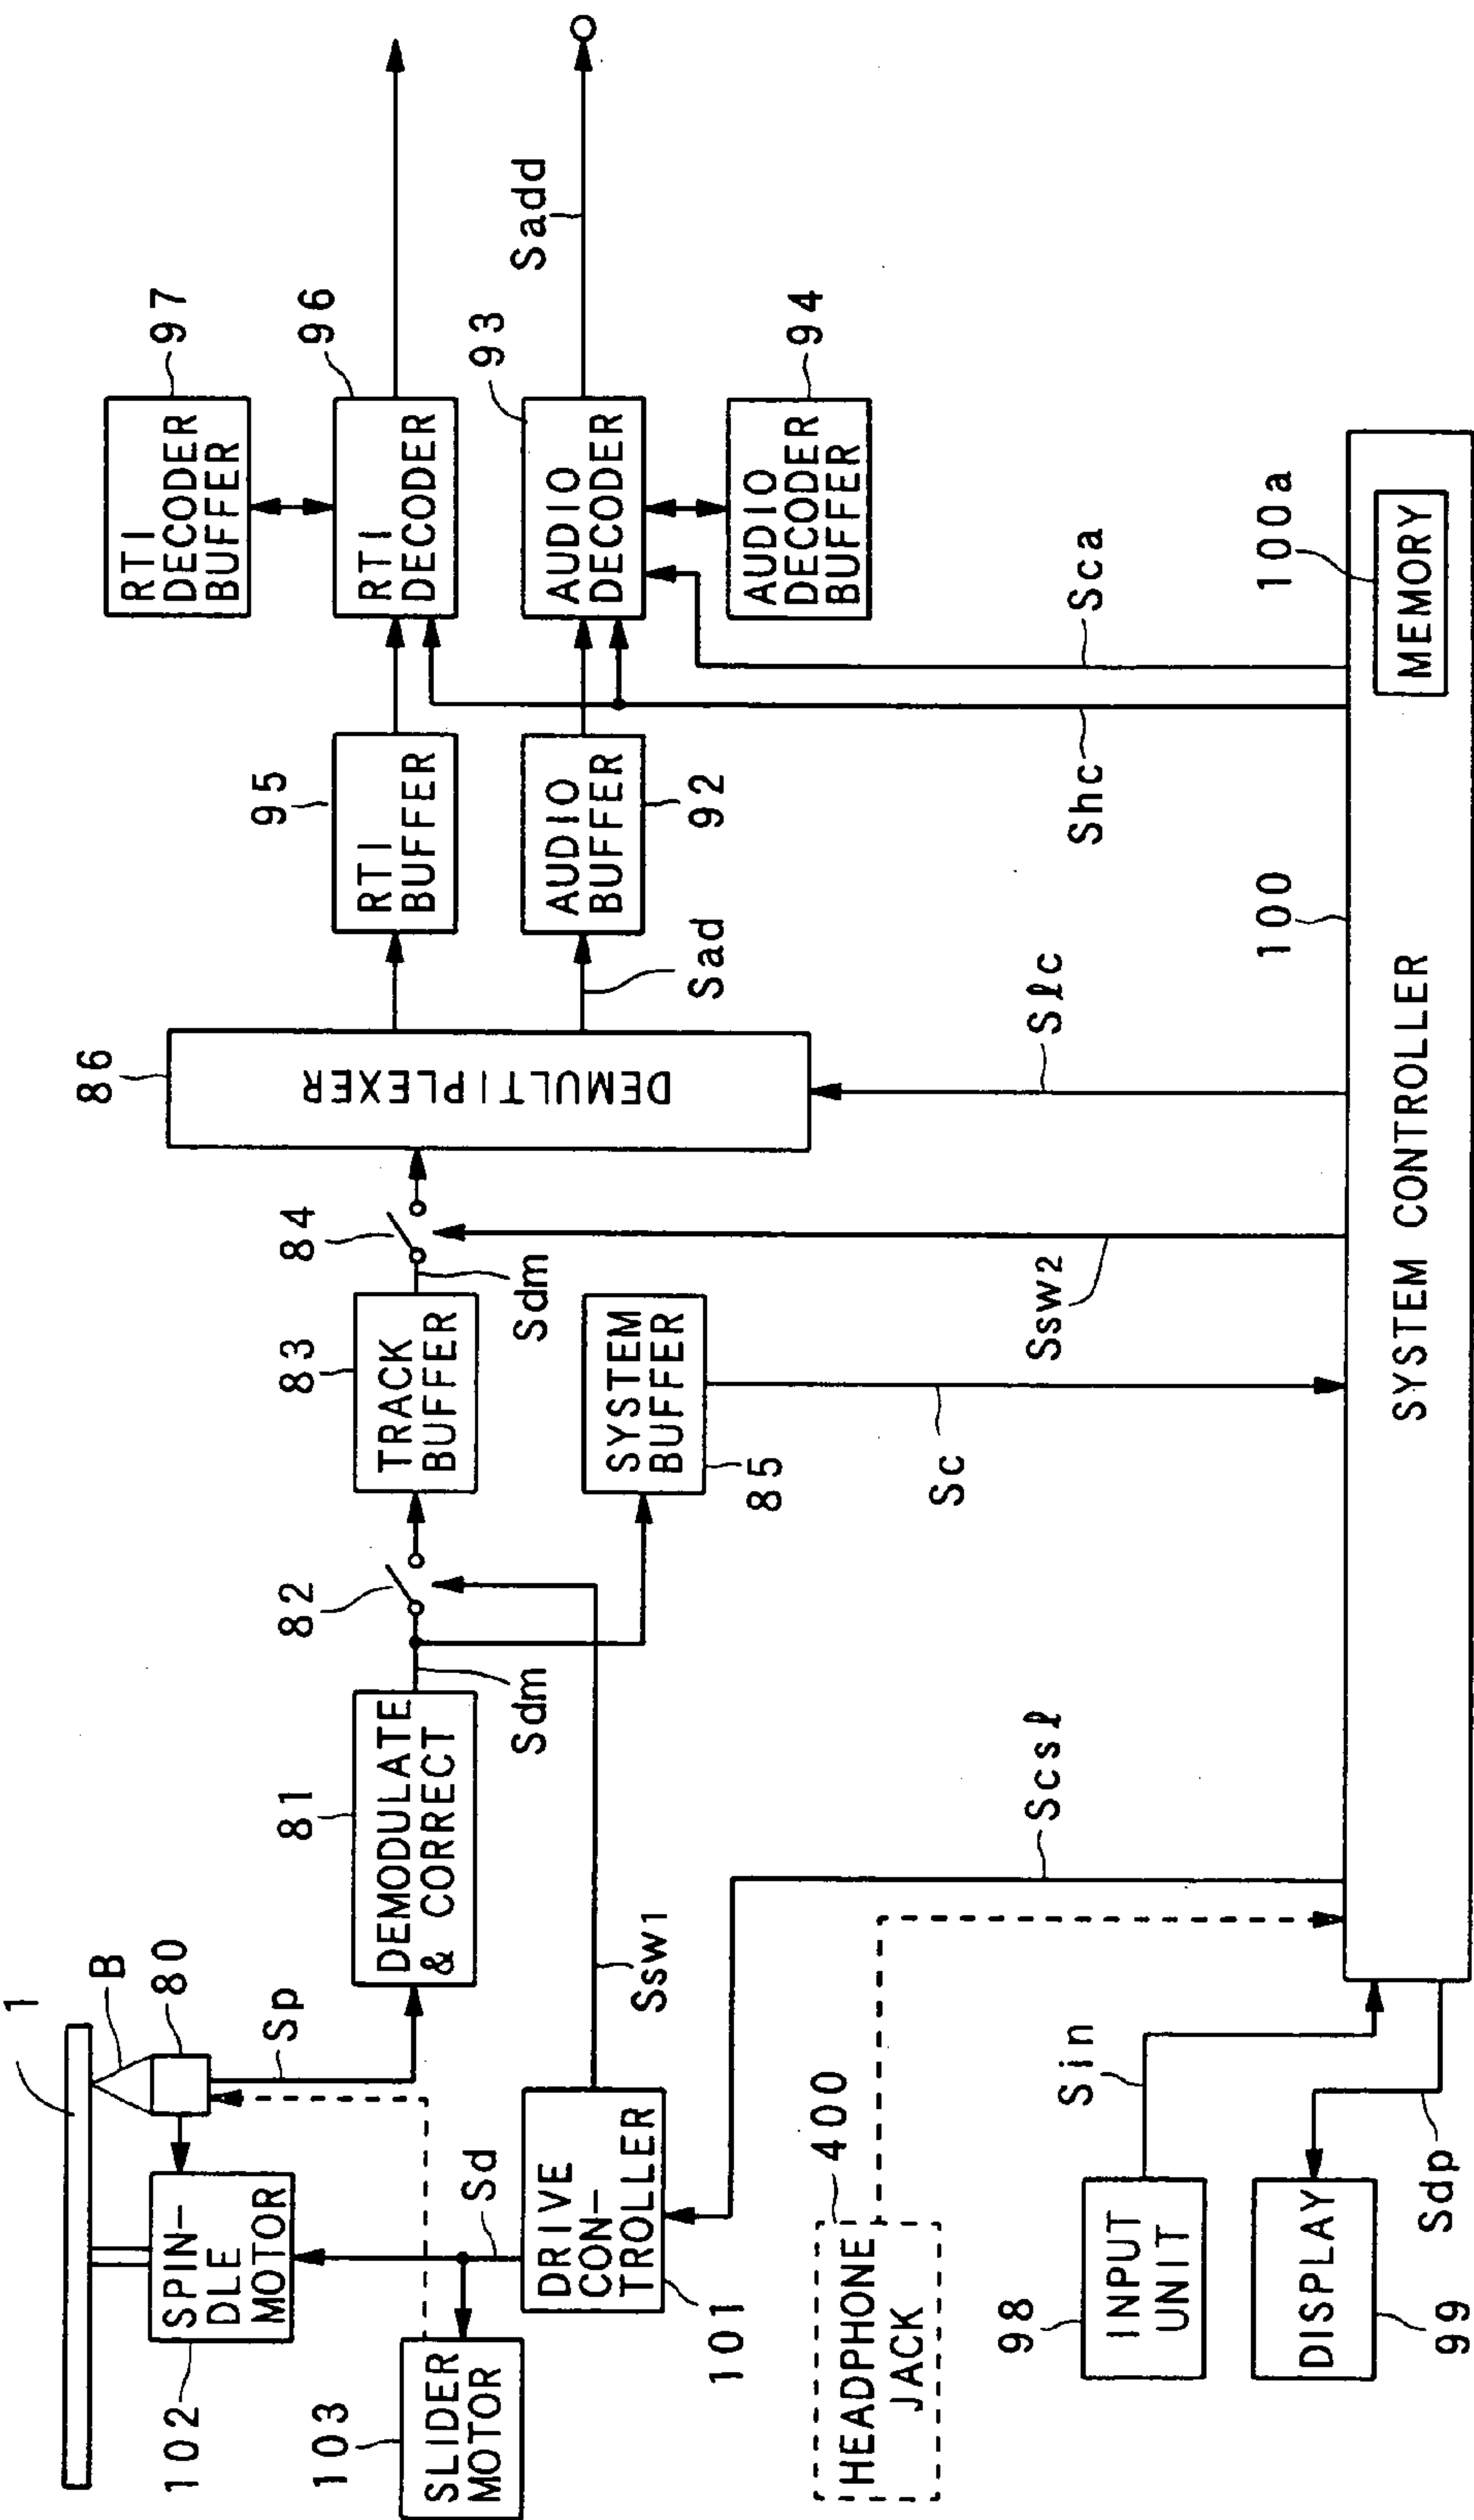 1
B
80
Sp
SPIN-
DLE
MOTOR
102
103
SLIDER
MOTOR
Sd
DRIVE
CON-
TROLLER
101
81
DEMODULATE
& CORRECT
Sdm
82
Ssw1
83
TRACK
BUFFER
Sdm
84
SYSTEM
BUFFER
85
Sc
Ssw2
86
DEMULTIPLEXER
Sad
Slc
95
RTI
BUFFER
AUDIO
BUFFER
92
97
RTI
DECODER
BUFFER
96
RTI
DECODER
93
AUDIO
DECODER
94
AUDIO
DECODER
BUFFER
Sadd
Shc
Sca
Scsl
HEADPHONE
JACK
400
98
INPUT
UNIT
Sin
DISPLAY
99
Sdp
SYSTEM CONTROLLER
100
MEMORY
100a